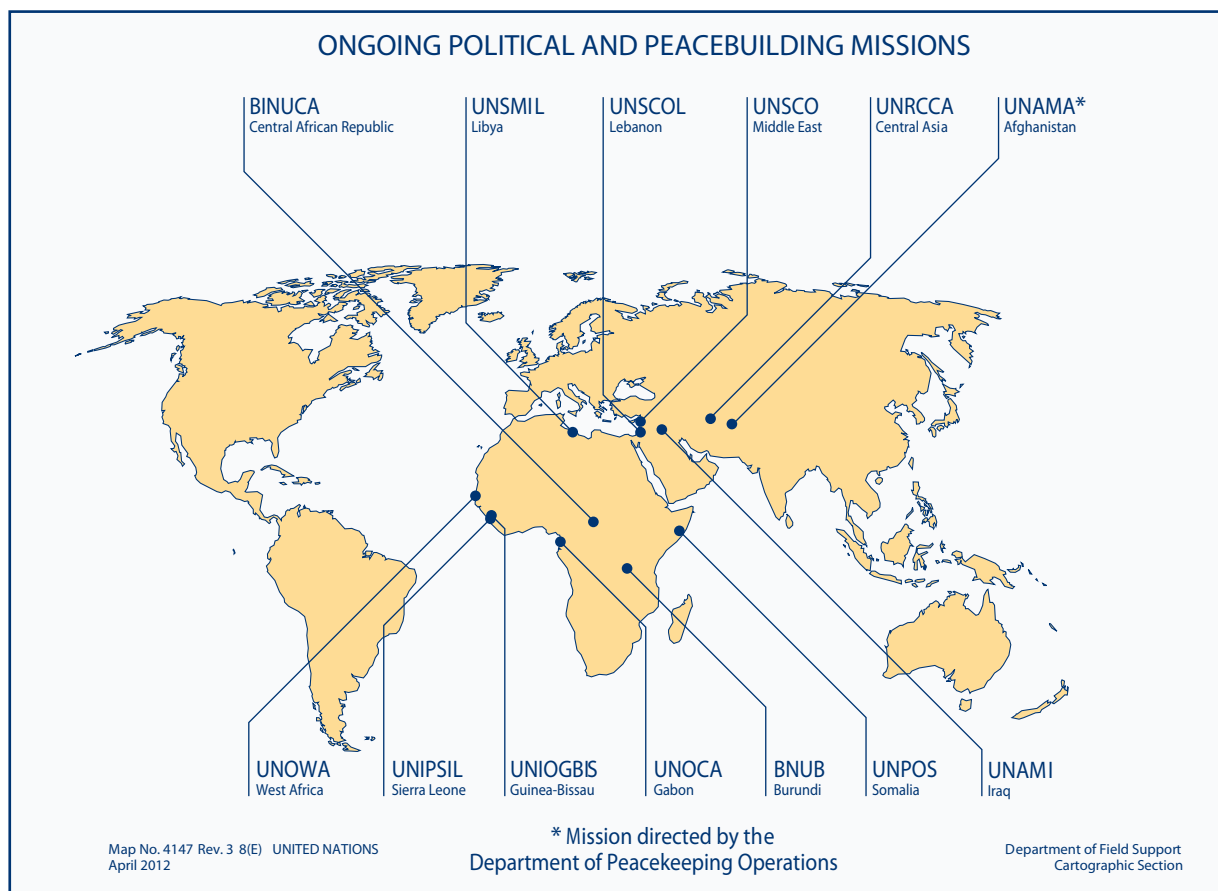 ONGOING POLITICAL AND PEACEBUILDING MISSIONS
BINUCA
Central African Republic
UNSMIL
Libya
UNSCOL
Lebanon
UNSCO
Middle East
UNRCCA
Central Asia
UNAMA*
Afghanistan
UNOWA
West Africa
UNIPSIL
Sierra Leone
UNIOGBIS
Guinea-Bissau
UNOCA
Gabon
BNUB
Burundi
UNPOS
Somalia
UNAMI
Iraq
* Mission directed by the
Department of Peacekeeping Operations
Map No. 4147 Rev. 3 8(E) UNITED NATIONS
April 2012
Department of Field Support
Cartographic Section